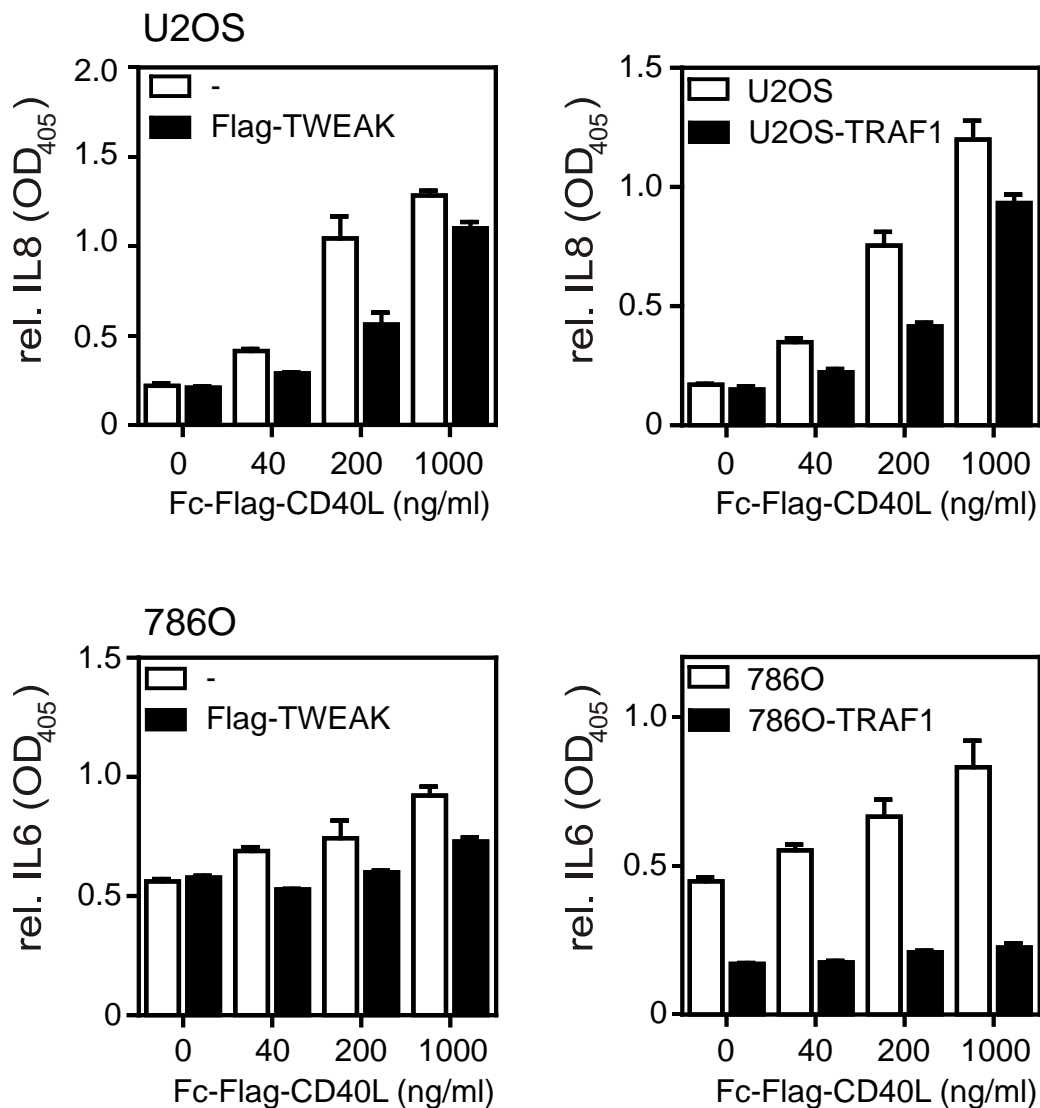 U2OS
rel. IL8 (OD405)
2.0
1.5
1.0
0.5
0
-
Flag-TWEAK
0 40 200 1000
Fc-Flag-CD40L (ng/ml)
rel. IL8 (OD405)
1.5
1.0
0.5
0
U2OS
U2OS-TRAF1
0 40 200 1000
Fc-Flag-CD40L (ng/ml)
786O
rel. IL6 (OD405)
1.5
1.0
0.5
0
-
Flag-TWEAK
0 40 200 1000
Fc-Flag-CD40L (ng/ml)
rel. IL6 (OD405)
1.0
0.5
0
786O
786O-TRAF1
0 40 200 1000
Fc-Flag-CD40L (ng/ml)